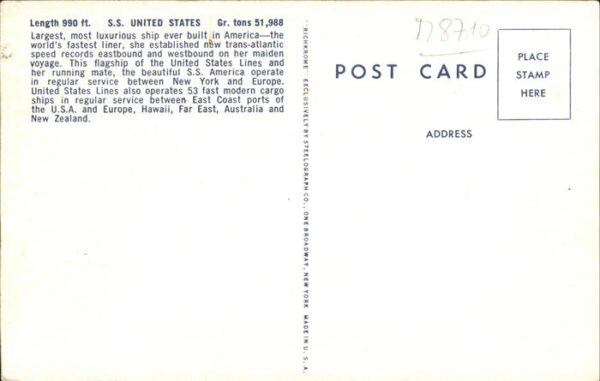 Length 990 ft. S.S. UNITED STATES Gr. tons 51,988
Largest, most luxurious ship ever built in America—the
world's fastest liner, she established new trans-atlantic
speed records eastbound and westbound on her maiden
voyage. This flagship of the United States Lines and
her running mate, the beautiful S.S. America operate
in regular service between New York and Europe.
United States Lines also operates 53 fast modern cargo
ships in regular service between East Coast ports of
the U.S.A. and Europe, Hawaii, Far East, Australia and
New Zealand.
"RICHKROME" EXCLUSIVELY BY STEELOGRAPH CO., ONE BROADWAY, NEW YORK MADE IN U.S.A.
POST CARD
ADDRESS
PLACE
STAMP
HERE